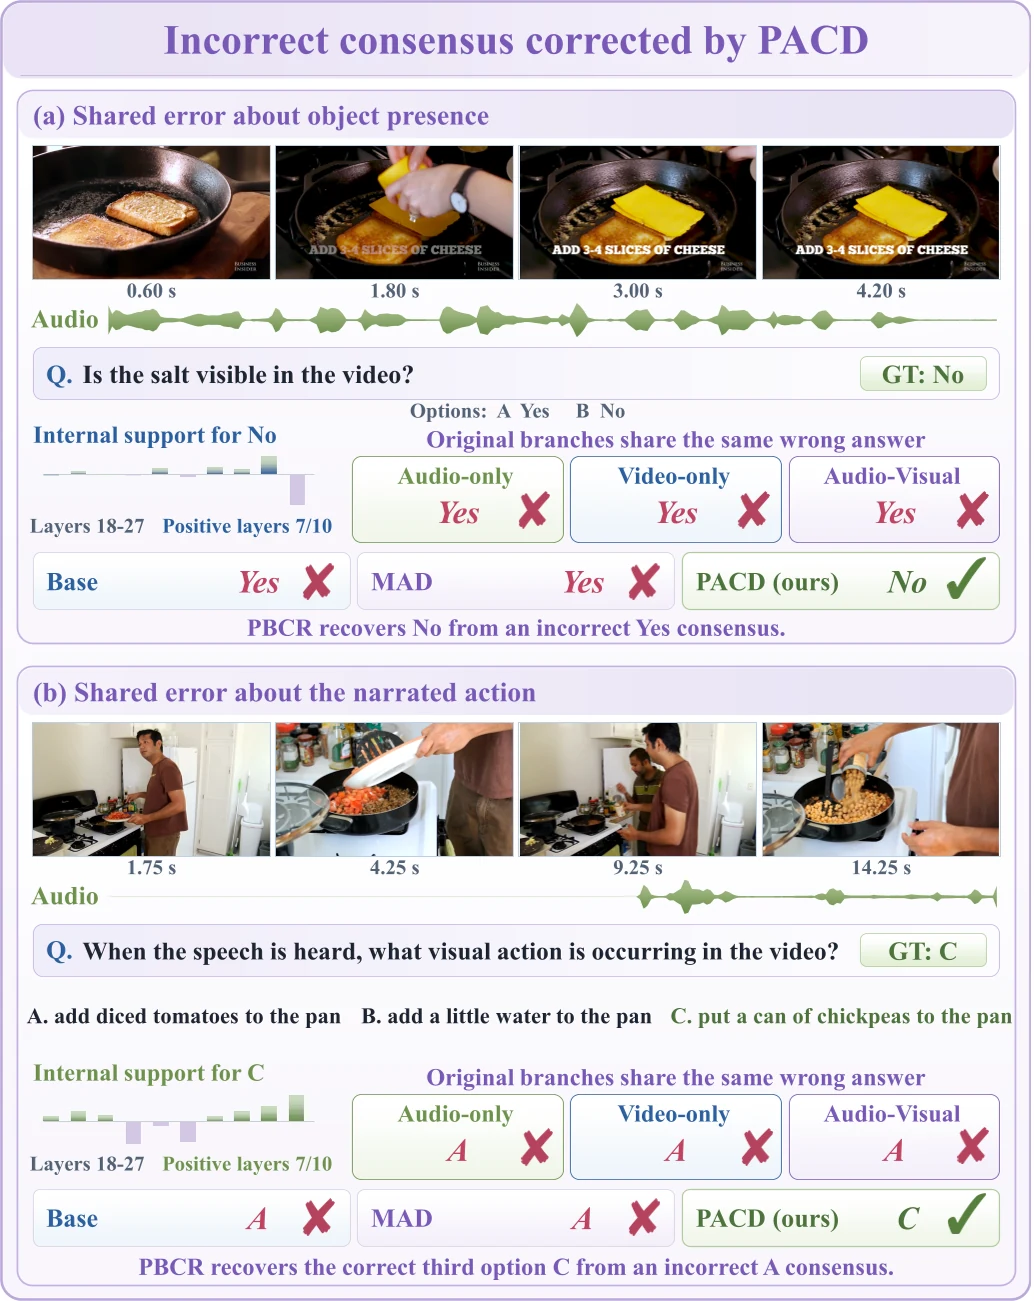 Incorrect consensus corrected by PACD
(a) Shared error about object presence
BUSINESS
INSIDER
ADD 3-4 SLICES OF CHEESE
BUSINESS
INSIDER
ADD 3-4 SLICES OF CHEESE
BUSINESS
INSIDER
ADD 3-4 SLICES OF CHEESE
BUSINESS
INSIDER
0.60 s 1.80 s 3.00 s 4.20 s
Audio
Q. Is the salt visible in the video? GT: No
Options: A Yes B No
Internal support for No
Original branches share the same wrong answer
Audio-only Video-only Audio-Visual
Yes Yes Yes
Layers 18-27 Positive layers 7/10
Base Yes MAD Yes PACD (ours) No
PBCR recovers No from an incorrect Yes consensus.
(b) Shared error about the narrated action
1.75 s 4.25 s 9.25 s 14.25 s
Audio
Q. When the speech is heard, what visual action is occurring in the video? GT: C
A. add diced tomatoes to the pan B. add a little water to the pan C. put a can of chickpeas to the pan
Internal support for C
Original branches share the same wrong answer
Audio-only Video-only Audio-Visual
A A A
Layers 18-27 Positive layers 7/10
Base A MAD A PACD (ours) C
PBCR recovers the correct third option C from an incorrect A consensus.